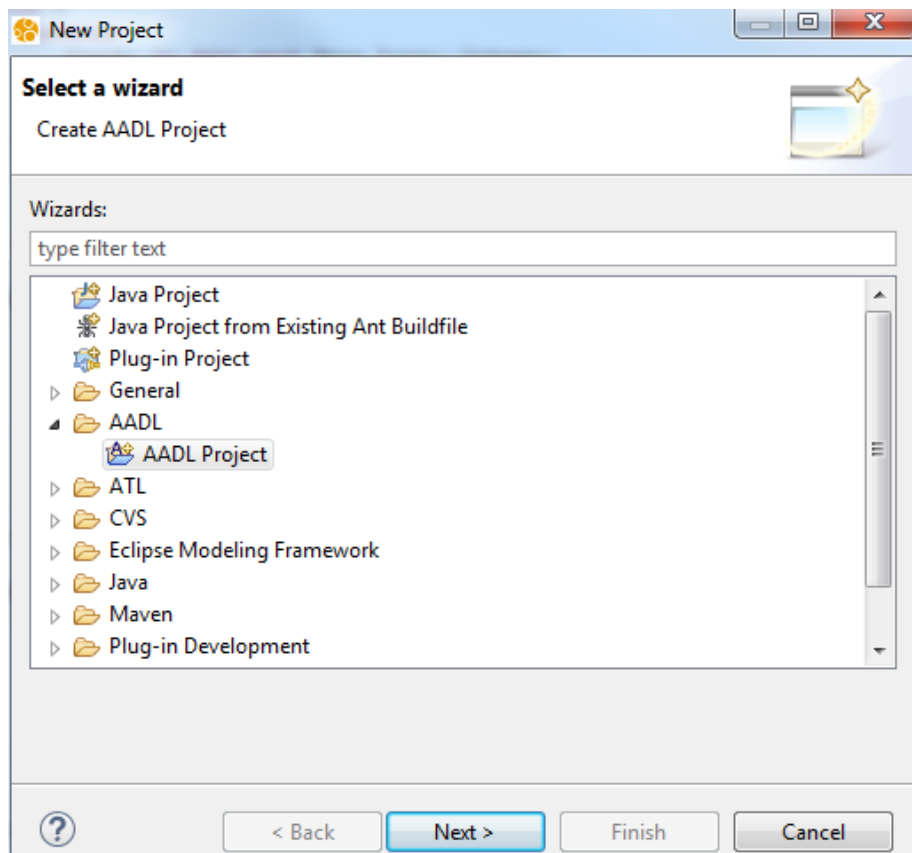 New Project
Select a wizard
Create AADL Project
Wizards:
type filter text
Java Project
Java Project from Existing Ant Buildfile
Plug-in Project
General
AADL
AADL Project
ATL
CVS
Eclipse Modeling Framework
Java
Maven
Plug-in Development
< Back Next > Finish Cancel